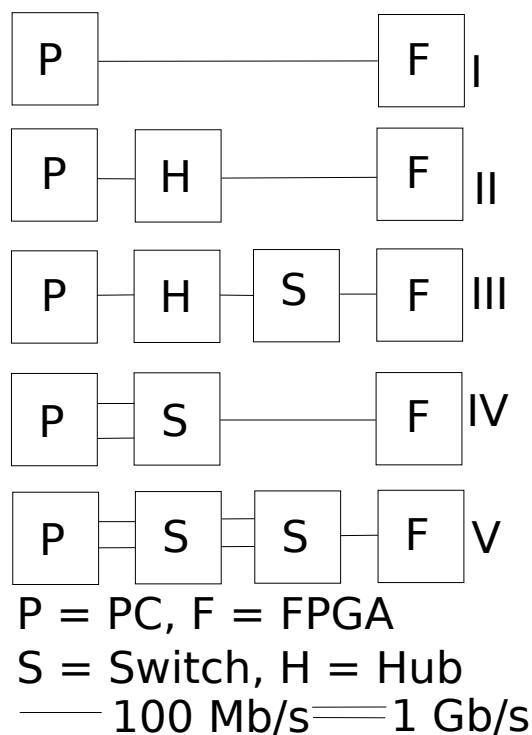 P F I
P H F II
P H S F III
P S F IV
P S S F V
P = PC, F = FPGA
S = Switch, H = Hub
100 Mb/s 1 Gb/s